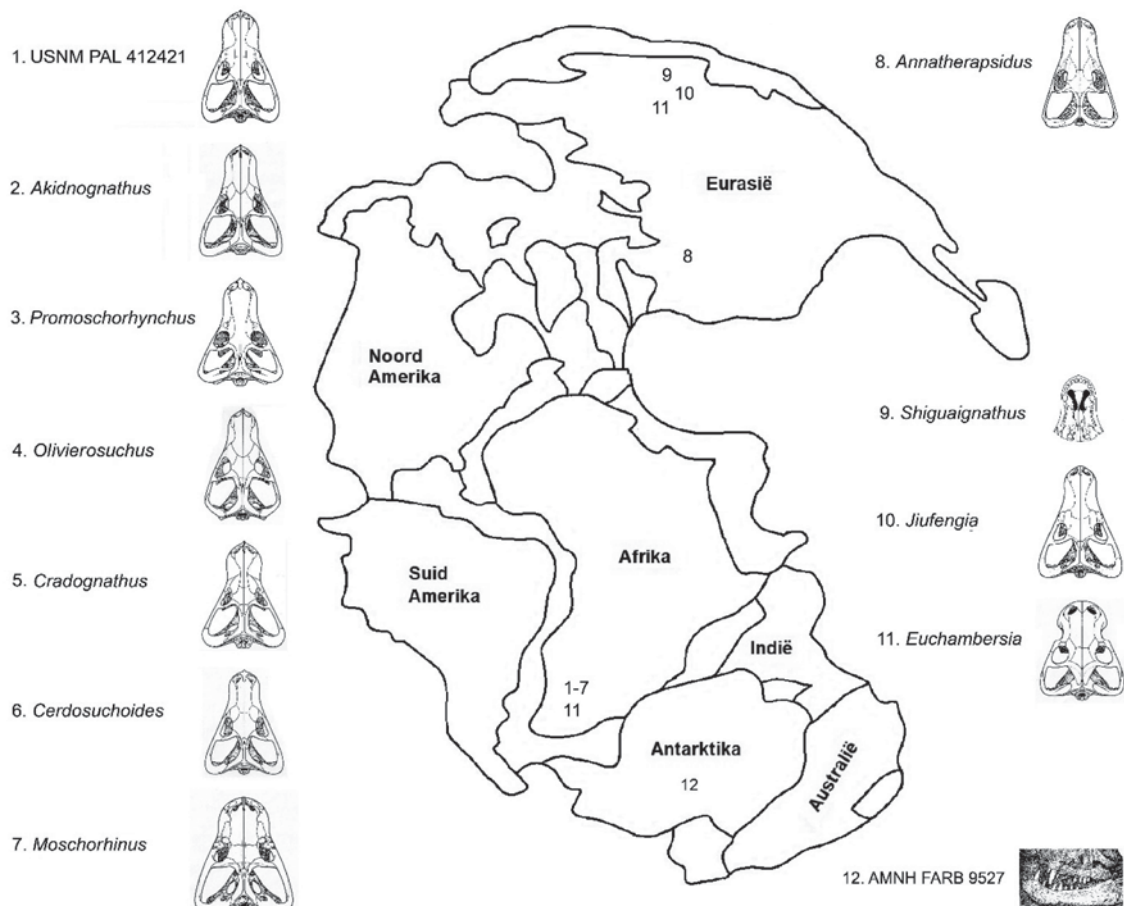 1. USNM PAL 412421
2. Akidnognathus
3. Promoschorhynchus
4. Olivierosuchus
5. Cradognathus
6. Cerdosuchoides
7. Moschorhinus
9
10
11
Eurasië
8
Noord
Amerika
Suid
Amerika
Afrika
Indië
1-7
11
Antarktika
12
Australië
8. Annatherapsidus
9. Shiguaignathus
10. Jiufengia
11. Euchambersia
12. AMNH FARB 9527